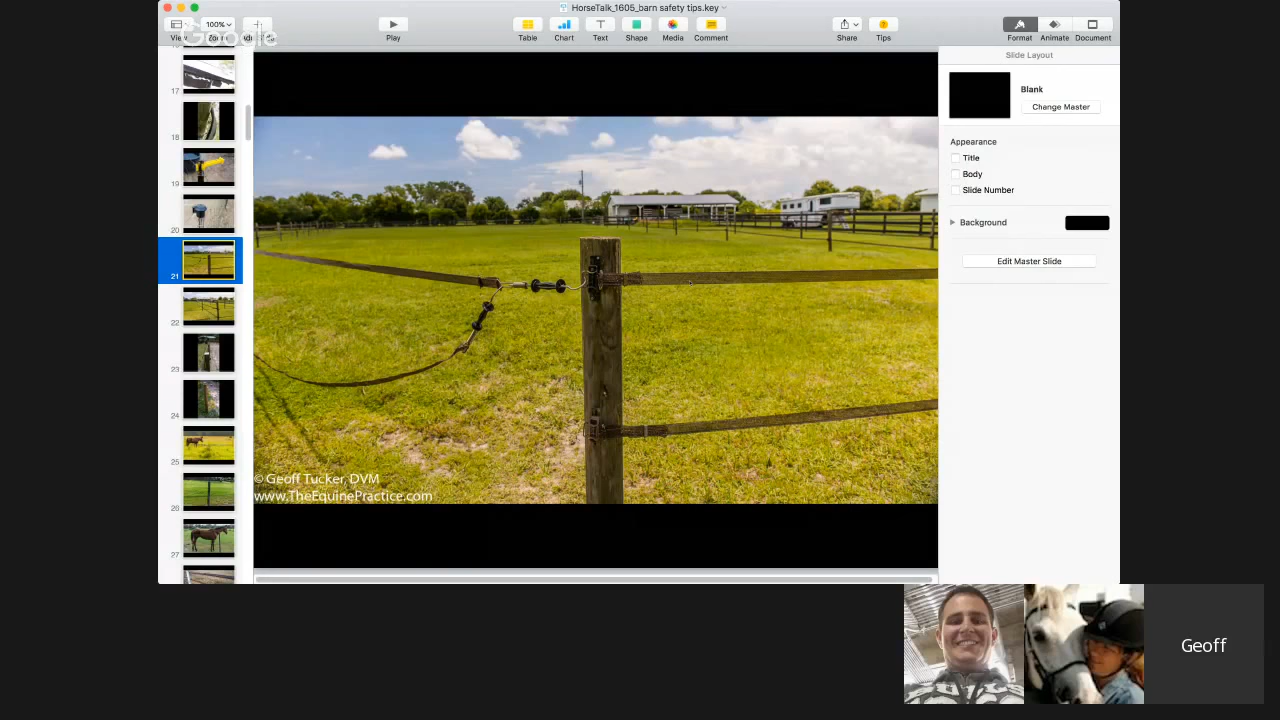 HorseTalk_1605_barn safety tips.key
100%
View
Zoom
Google
Play
Table
Chart
Text
Shape
Media
Comment
Share
Tips
Format
Animate
Document
17
18
19
20
21
22
23
24
25
26
27
© Geoff Tucker, DVM
www.TheEquinePractice.com
Slide Layout
Blank
Change Master
Appearance
Title
Body
Slide Number
Background
Edit Master Slide
Geoff